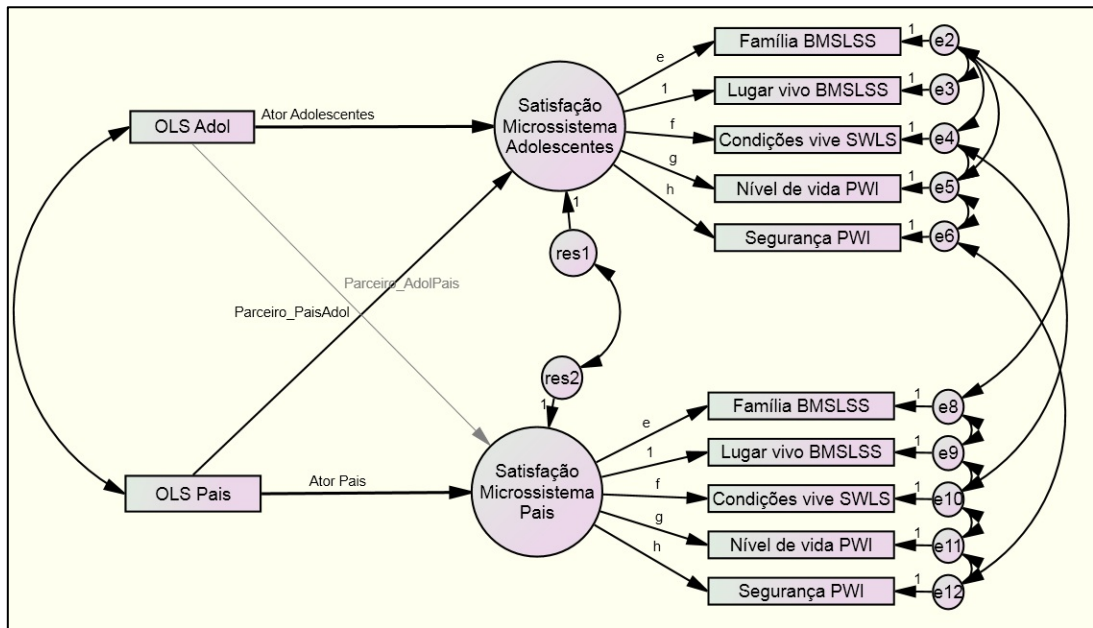 Família BMSLSS
1
e2
e
Lugar vivo BMSLSS
1
e3
1
Satisfação
Microssistema
Adolescentes
OLS Adol
Ator Adolescentes
f
Condições vive SWLS
1
e4
g
Nível de vida PWI
1
e5
h
Segurança PWI
1
e6
1
res1
Parceiro_AdolPais
Parceiro_PaisAdol
res2
1
Família BMSLSS
1
e8
e
Lugar vivo BMSLSS
1
e9
1
Satisfação
Microssistema
Pais
OLS Pais
Ator Pais
f
Condições vive SWLS
1
e10
g
Nível de vida PWI
1
e11
h
Segurança PWI
1
e12